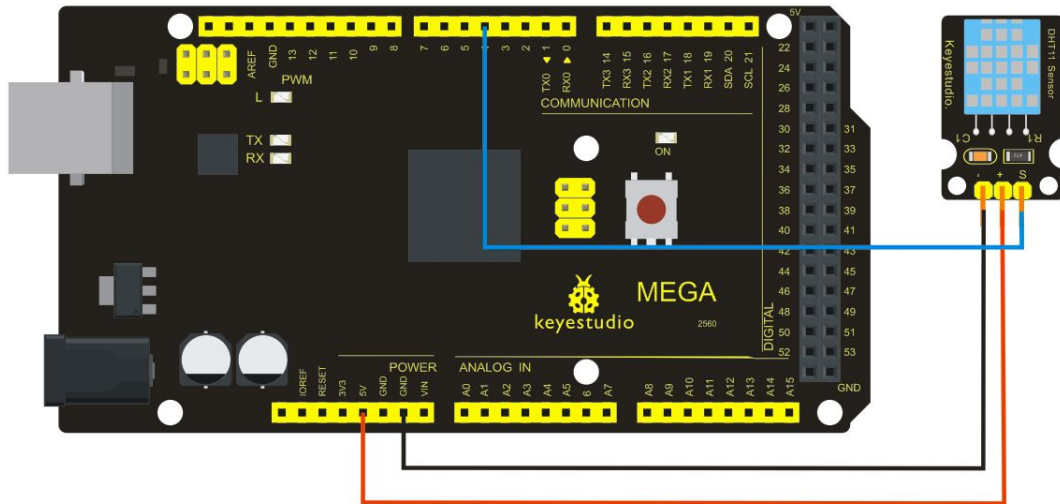 AREF
GND
13
12
11
10
9
8
7
6
5
4
3
2
TX0 1
RX0 0
TX3 14
RX3 15
TX2 16
RX2 17
TX1 18
RX1 19
SDA 20
SCL 21
PWM
COMMUNICATION
L
TX
RX
ON
5V
22
24
26
28
30 31
32 33
34 35
36 37
38 39
40 41
42 43
44 45
46 47
48 49
50 51
52 53
GND
DIGITAL
MEGA
2560
keyestudio
POWER
ANALOG IN
IOREF
RESET
3V3
5V
GND
GND
VIN
A0
A1
A2
A3
A4
A5
6
A7
A8
A9
A10
A11
A12
A13
A14
A15
Keyestudio.
DHT11 Sensor
C1
R1
472
- + S